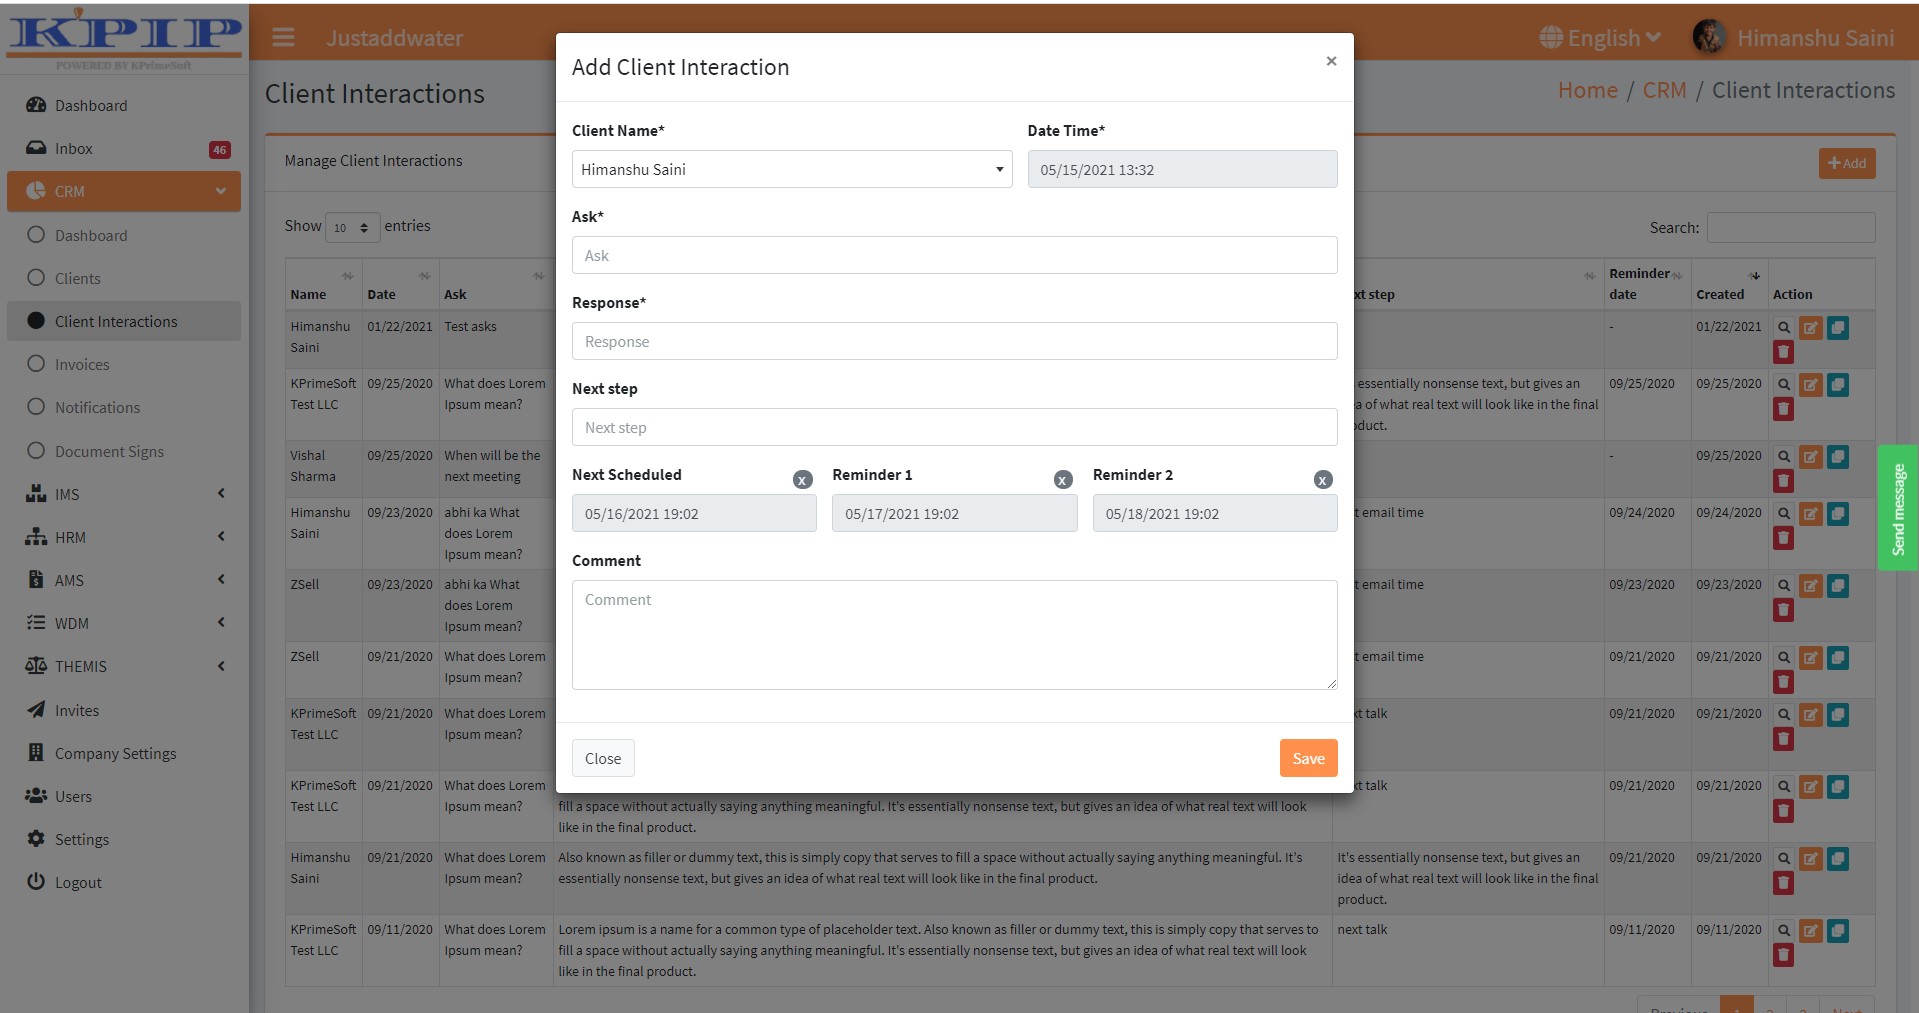 KPIP
POWERED BY KPrimeSoft
Justaddwater
English
Himanshu Saini
Dashboard
Inbox
46
CRM
Dashboard
Clients
Client Interactions
Invoices
Notifications
Document Signs
IMS
HRM
AMS
WDM
THEMIS
Invites
Company Settings
Users
Settings
Logout
Client Interactions
Home / CRM / Client Interactions
Manage Client Interactions
+Add
Show 10 entries
Search:
Name Date Ask xt step Reminder date Created Action
Himanshu Saini 01/22/2021 Test asks - 01/22/2021
KPrimeSoft 09/25/2020 What does Lorem essentially nonsense text, but gives an 09/25/2020 09/25/2020
Test LLC Ipsum mean? a of what real text will look like in the final
duct.
Vishal 09/25/2020 When will be the - 09/25/2020
Sharma next meeting
Himanshu 09/23/2020 abhi ka What t email time 09/24/2020 09/24/2020
Saini does Lorem
Ipsum mean?
ZSell 09/23/2020 abhi ka What t email time 09/23/2020 09/23/2020
does Lorem
Ipsum mean?
ZSell 09/21/2020 What does Lorem t email time 09/21/2020 09/21/2020
Ipsum mean?
KPrimeSoft 09/21/2020 What does Lorem xt talk 09/21/2020 09/21/2020
Test LLC Ipsum mean?
KPrimeSoft 09/21/2020 What does Lorem xt talk 09/21/2020 09/21/2020
Test LLC Ipsum mean? fill a space without actually saying anything meaningful. It's essentially nonsense text, but gives an idea of what real text will look
like in the final product.
Himanshu 09/21/2020 What does Lorem Also known as filler or dummy text, this is simply copy that serves to fill a space without actually saying anything meaningful. It's It's essentially nonsense text, but gives an 09/21/2020 09/21/2020
Saini Ipsum mean? essentially nonsense text, but gives an idea of what real text will look like in the final product. idea of what real text will look like in the final
product.
KPrimeSoft 09/11/2020 What does Lorem Lorem ipsum is a name for a common type of placeholder text. Also known as filler or dummy text, this is simply copy that serves to next talk 09/11/2020 09/11/2020
Test LLC Ipsum mean? fill a space without actually saying anything meaningful. It's essentially nonsense text, but gives an idea of what real text will look
like in the final product.
Previous 1 2 3 Next
Add Client Interaction
×
Client Name* Date Time*
Himanshu Saini 05/15/2021 13:32
Ask*
Ask
Response*
Response
Next step
Next step
Next Scheduled x Reminder 1 x Reminder 2 x
05/16/2021 19:02 05/17/2021 19:02 05/18/2021 19:02
Comment
Comment
Close Save
Send message